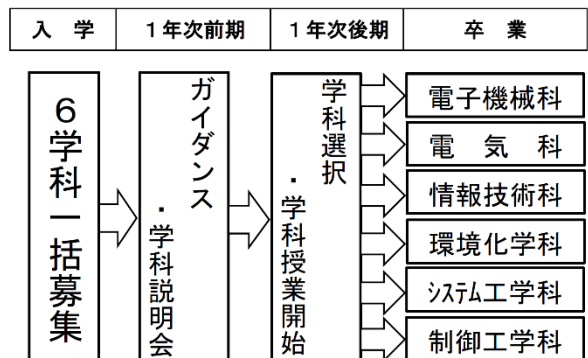 入 学
1年次前期
1年次後期
卒 業
6学科一括募集
ガイダンス
・学科説明会
学科選択
・学科授業開始
電子機械科
電 気 科
情報技術科
環境化学科
システム工学科
制御工学科